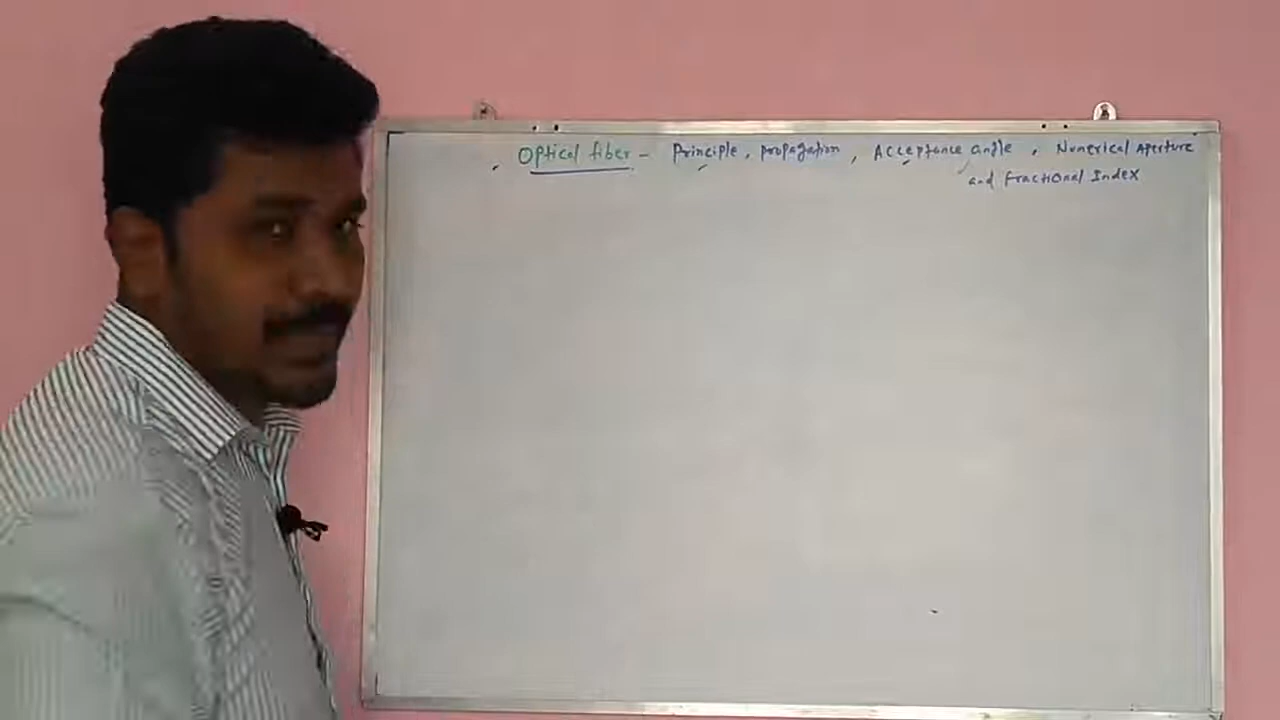 Optical fiber - Principle, propagation, Acceptance angle, Numerical Aperture
and fractional Index